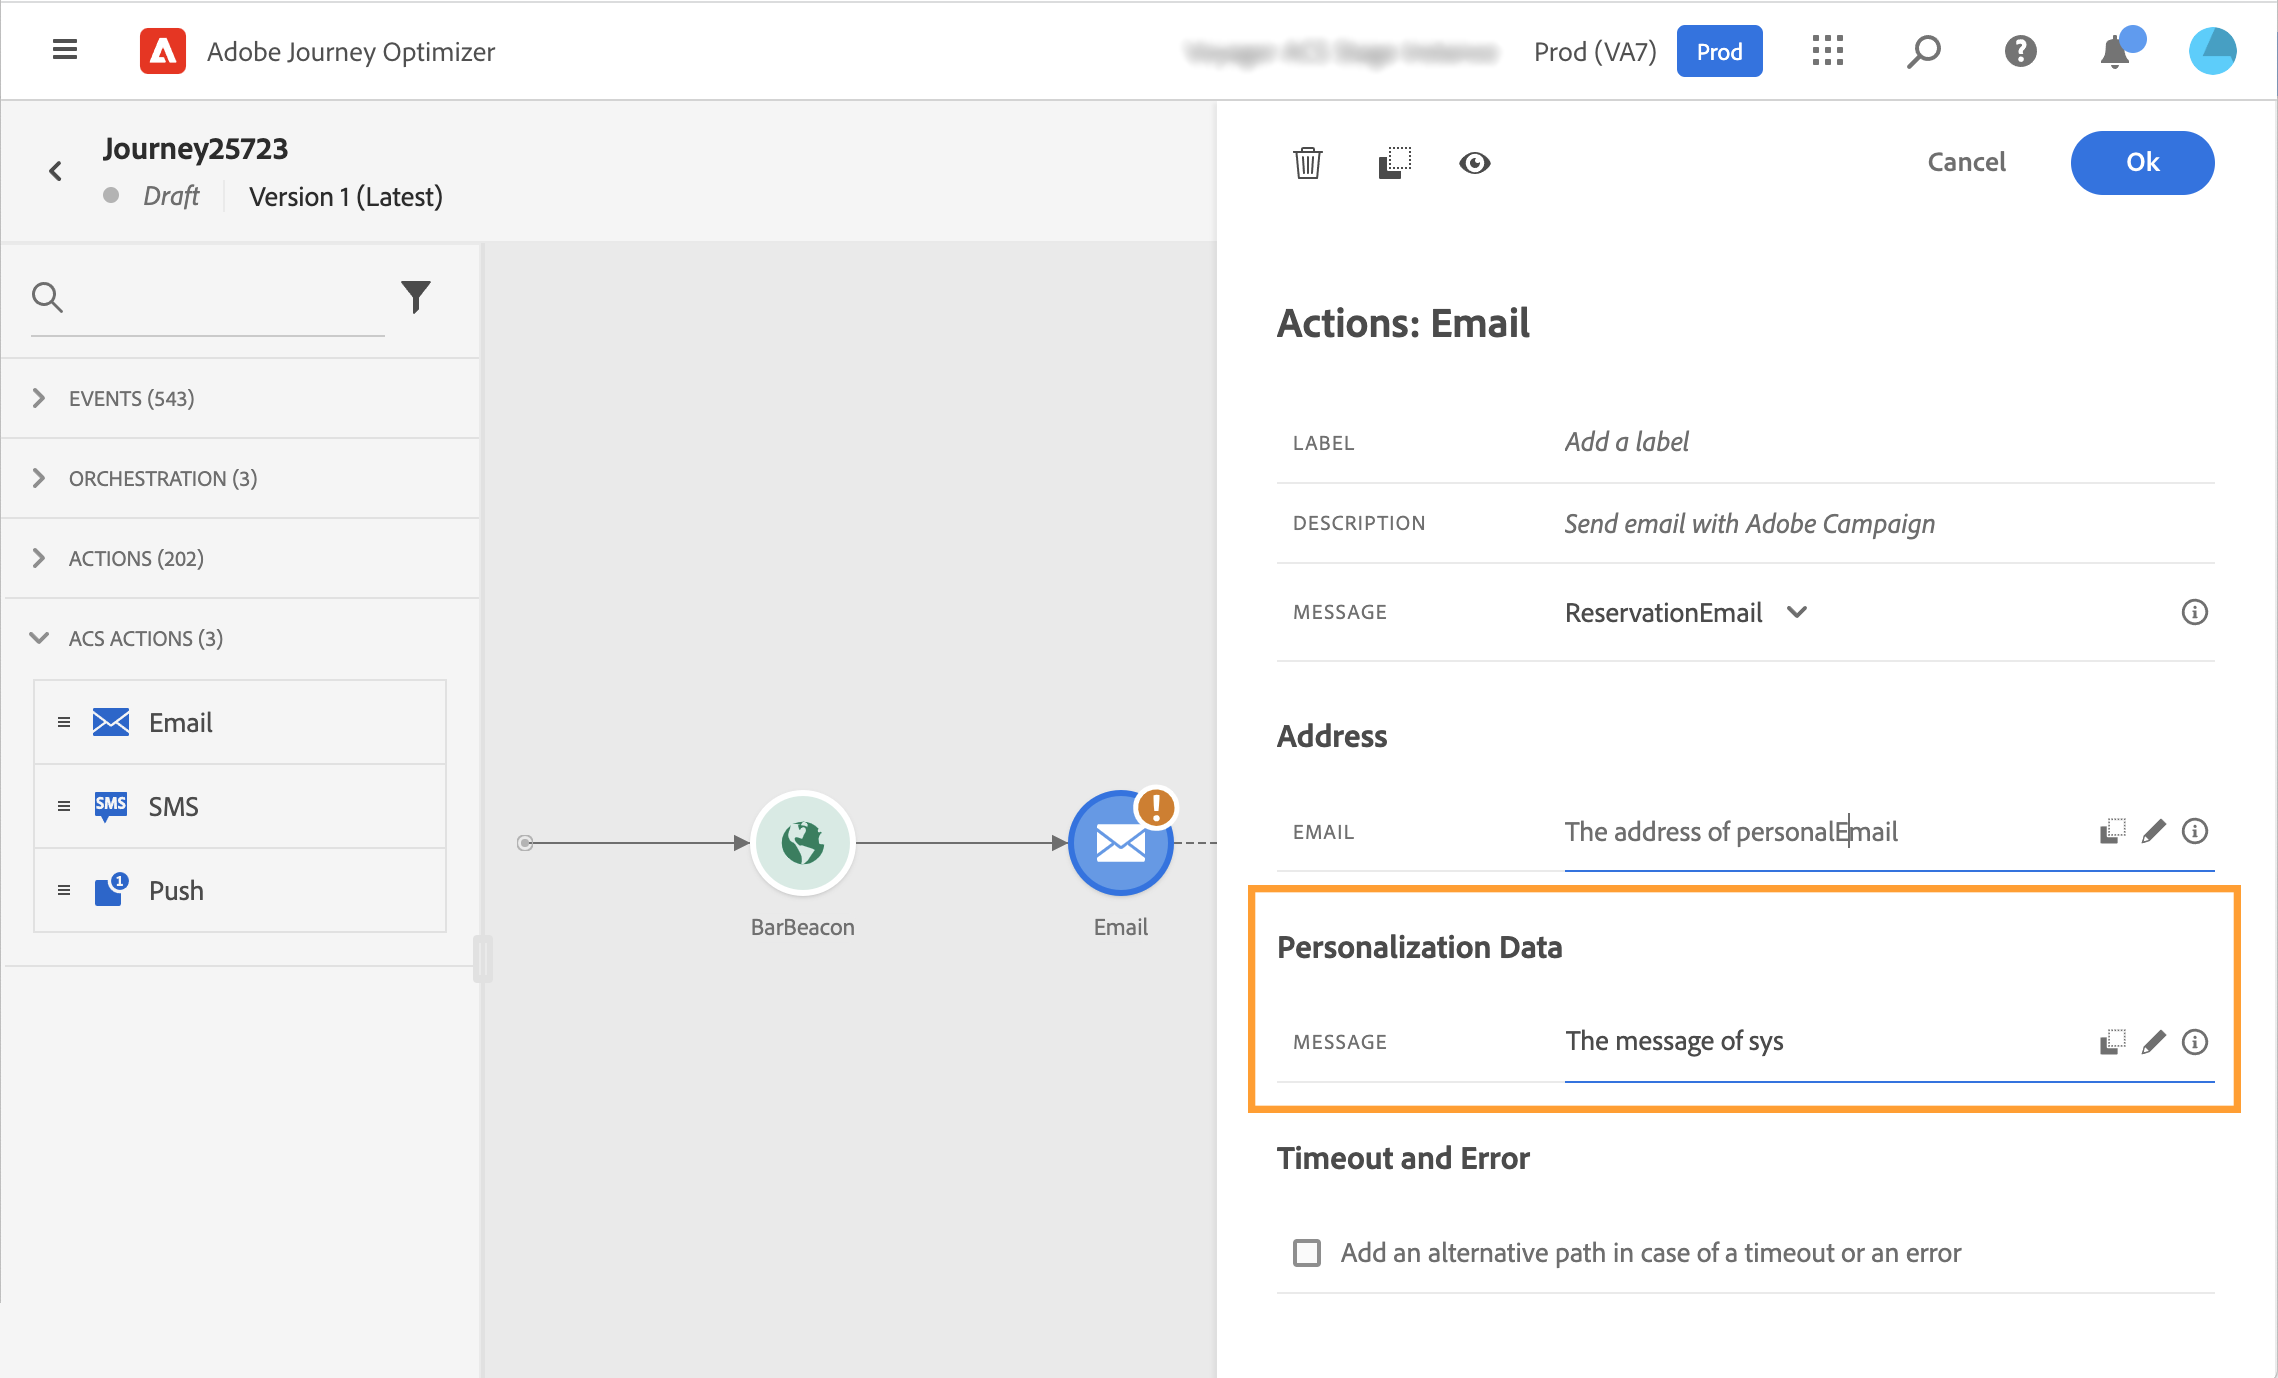 Adobe Journey Optimizer
Prod (VA7)
Prod
Journey25723
Draft
Version 1 (Latest)
Cancel
Ok
EVENTS (543)
ORCHESTRATION (3)
ACTIONS (202)
ACS ACTIONS (3)
Email
SMS
SMS
1
Push
BarBeacon
!
Email
Actions: Email
LABEL
Add a label
DESCRIPTION
Send email with Adobe Campaign
MESSAGE
ReservationEmail
Address
EMAIL
The address of personalEmail
Personalization Data
MESSAGE
The message of sys
Timeout and Error
Add an alternative path in case of a timeout or an error